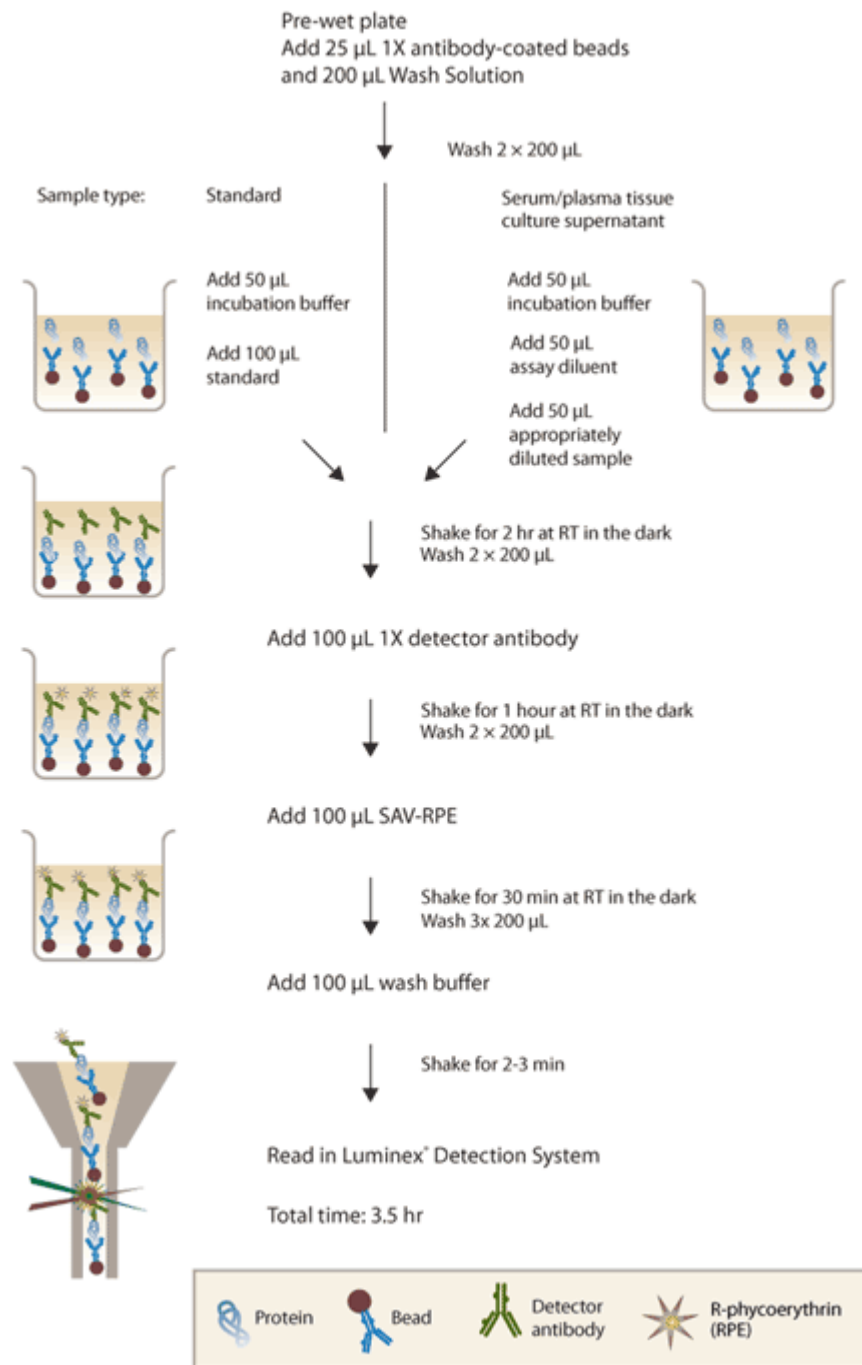 Pre-wet plate
Add 25 µL 1X antibody-coated beads
and 200 µL Wash Solution
Wash 2 × 200 µL
Sample type:
Standard
Serum/plasma tissue
culture supernatant
Add 50 µL
incubation buffer
Add 100 µL
standard
Add 50 µL
incubation buffer
Add 50 µL
assay diluent
Add 50 µL
appropriately
diluted sample
Shake for 2 hr at RT in the dark
Wash 2 × 200 µL
Add 100 µL 1X detector antibody
Shake for 1 hour at RT in the dark
Wash 2 × 200 µL
Add 100 µL SAV-RPE
Shake for 30 min at RT in the dark
Wash 3x 200 µL
Add 100 µL wash buffer
Shake for 2-3 min
Read in Luminex® Detection System
Total time: 3.5 hr
Protein
Bead
Detector
antibody
R-phycoerythrin
(RPE)